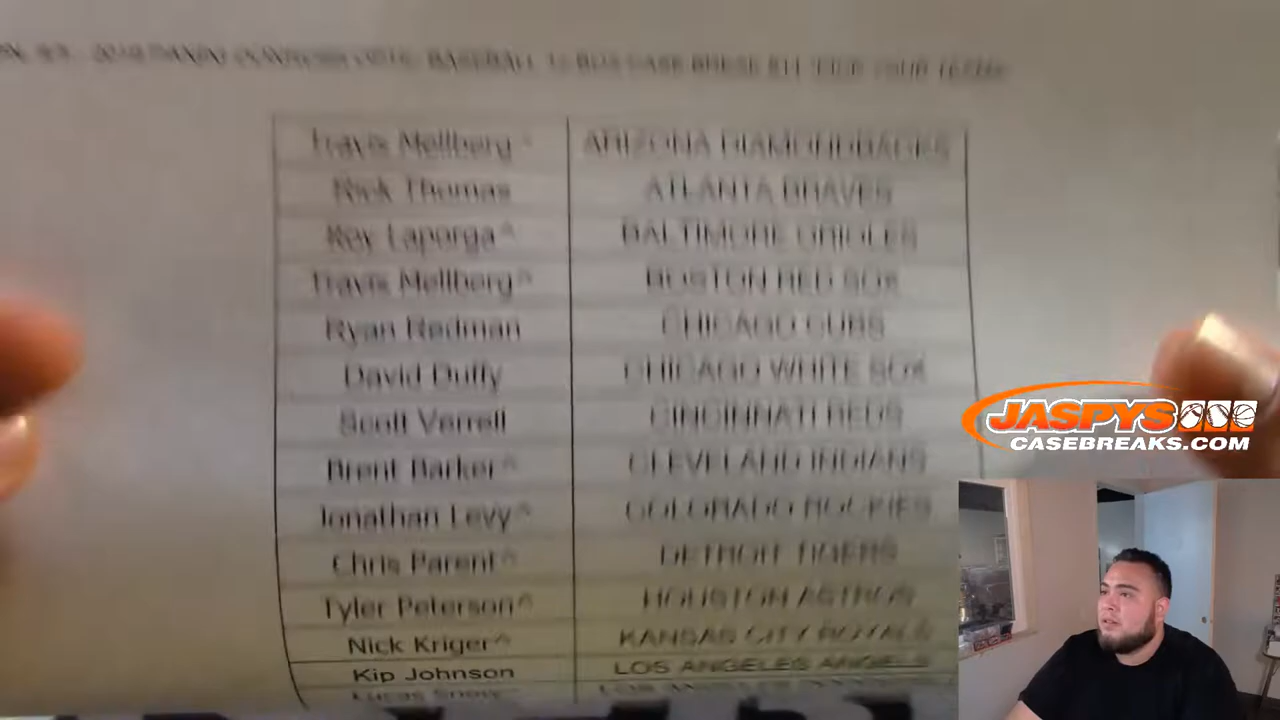 BASEBALL
Travis Mellberg ^ ARIZONA DIAMONDBACKS
Rick Thomas ATLANTA BRAVES
Rey Laporga^ BALTIMORE ORIOLES
Travis Mellberg^ BOSTON RED SOX
Ryan Redman CHICAGO CUBS
David Duffy CHICAGO WHITE SOX
Scott Verrell CINCINNATI REDS
Brent Barker^ CLEVELAND INDIANS
Jonathan Levy^ COLORADO ROCKIES
Chris Parent^ DETROIT TIGERS
Tyler Peterson^ HOUSTON ASTROS
Nick Kriger^ KANSAS CITY ROYALS
Kip Johnson LOS ANGELES ANGELS
LOS ANGELES
JASPYS
CASEBREAKS.COM